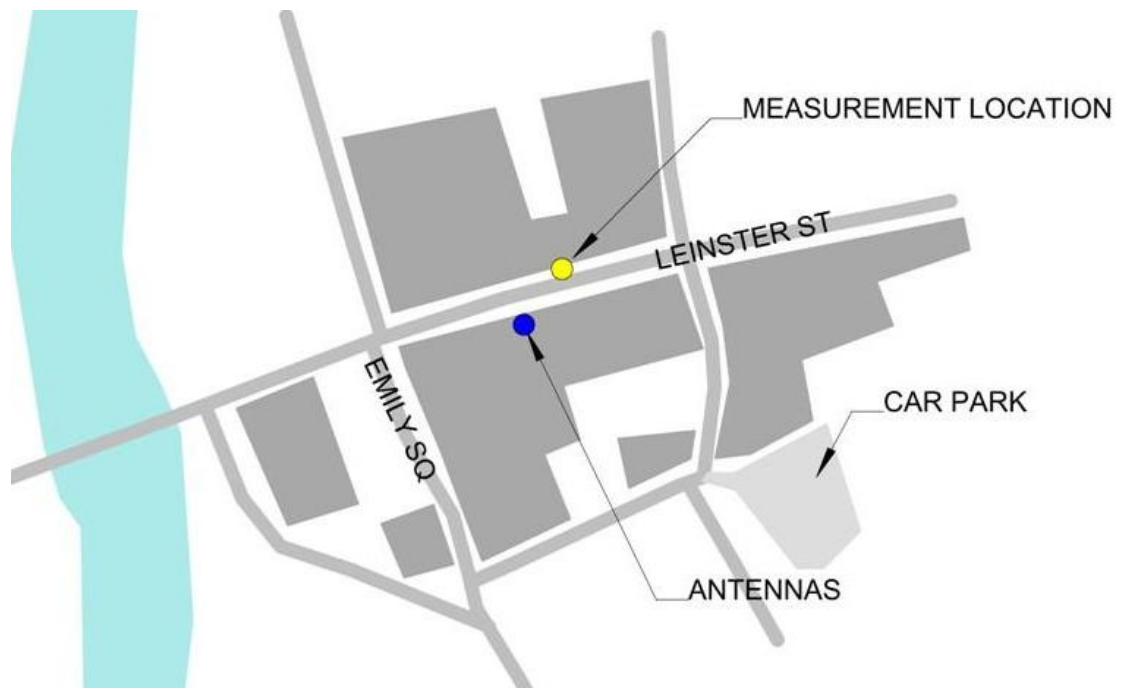 MEASUREMENT LOCATION
LEINSTER ST
EMILY SQ
CAR PARK
ANTENNAS